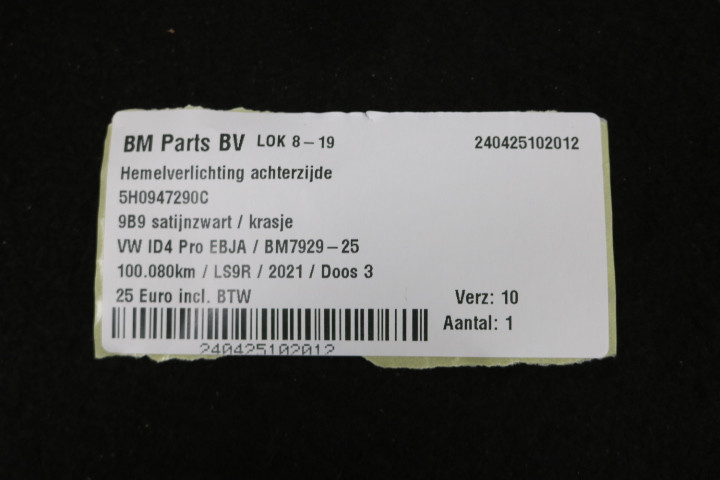 BM Parts BV LOK 8-19 240425102012
Hemelverlichting achterzijde
5H0947290C
9B9 satijnzwart / krasje
VW ID4 Pro EBJA / BM7929-25
100.080km / LS9R / 2021 / Doos 3
25 Euro incl. BTW Verz: 10
Aantal: 1
240425102012